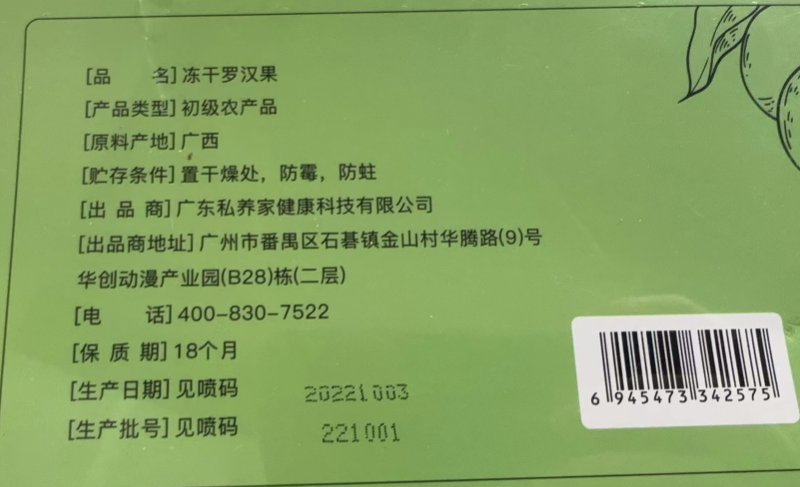 [品 名]冻干罗汉果
[产品类型]初级农产品
[原料产地]广西
[贮存条件]置干燥处，防霉，防蛀
[出 品 商]广东私养家健康科技有限公司
[出品商地址]广州市番禺区石碁镇金山村华腾路(9)号
华创动漫产业园(B28)栋(二层)
[电 话]400-830-7522
[保 质 期]18个月
[生产日期]见喷码 20221003
[生产批号]见喷码 221001
6 945473 342575